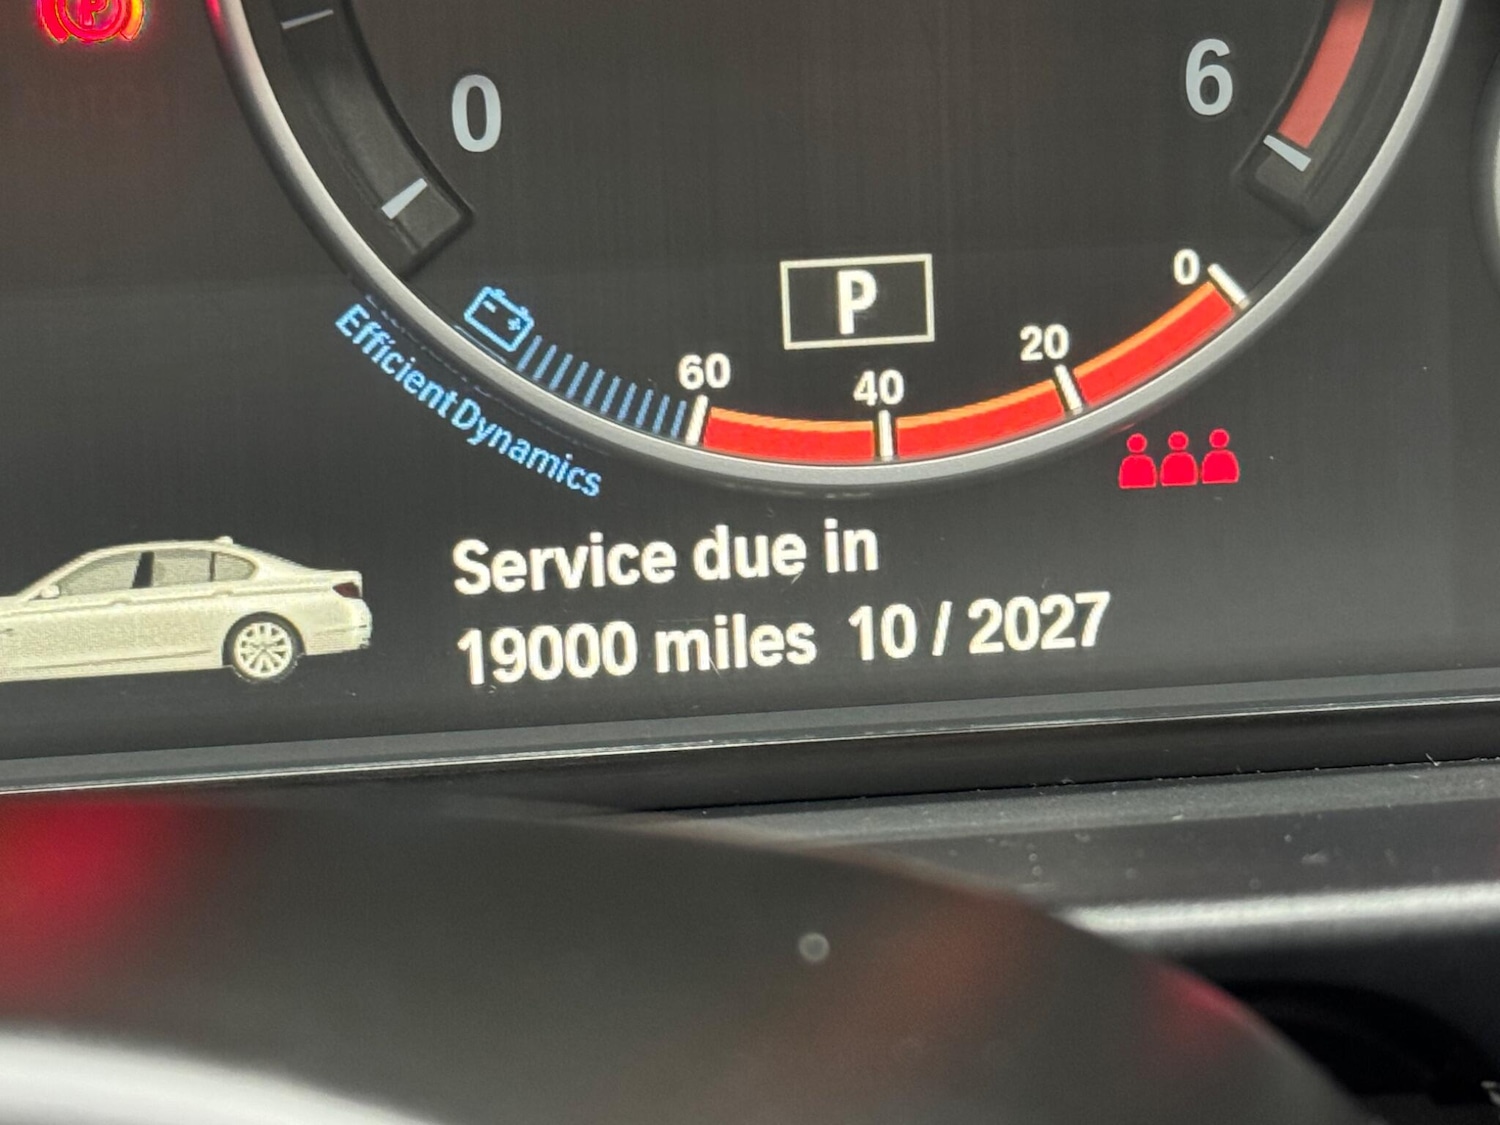 P
0
6
P
0
20
60
40
EfficientDynamics
Service due in
19000 miles 10 / 2027